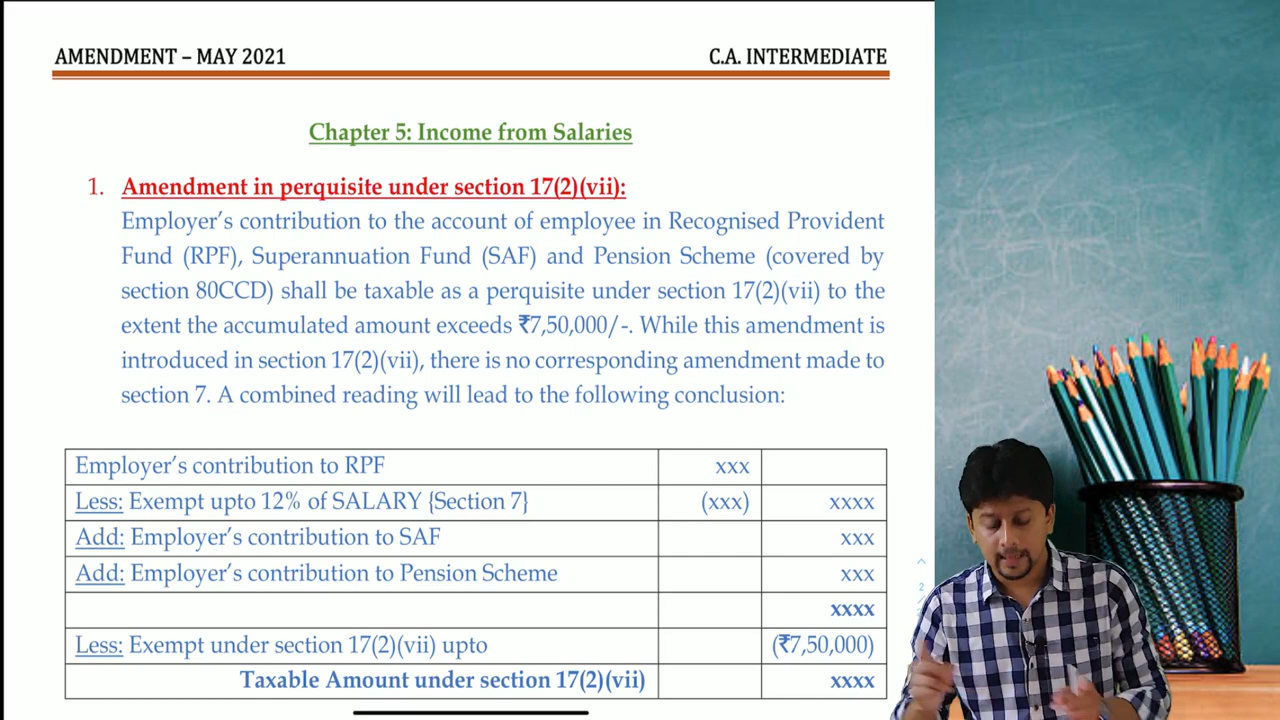 AMENDMENT – MAY 2021 C.A. INTERMEDIATE
Chapter 5: Income from Salaries
1. Amendment in perquisite under section 17(2)(vii):
Employer's contribution to the account of employee in Recognised Provident
Fund (RPF), Superannuation Fund (SAF) and Pension Scheme (covered by
section 80CCD) shall be taxable as a perquisite under section 17(2)(vii) to the
extent the accumulated amount exceeds ₹7,50,000/-. While this amendment is
introduced in section 17(2)(vii), there is no corresponding amendment made to
section 7. A combined reading will lead to the following conclusion:
Employer's contribution to RPF xxx
Less: Exempt upto 12% of SALARY {Section 7} (xxx) xxxx
Add: Employer's contribution to SAF xxx
Add: Employer's contribution to Pension Scheme xxx
xxxx
Less: Exempt under section 17(2)(vii) upto (₹7,50,000)
Taxable Amount under section 17(2)(vii) xxxx
2